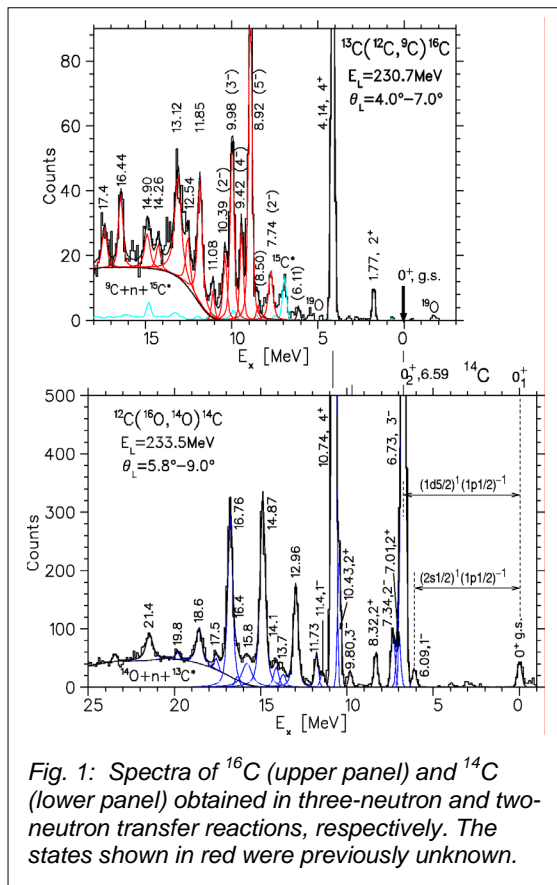 ¹³C(¹²C,⁹C)¹⁶C
E_L=230.7MeV
θ_L=4.0°−7.0°
Counts
80
60
40
20
0
17.4
16.44
14.90
14.26
13.12
12.54
11.85
11.08
10.39 (2⁻)
9.98 (3⁻)
9.42 (4⁻)
8.92 (5⁻)
(8.50)
7.74 (2⁻)
¹⁵C*
(6.11)
¹⁹O
4.14, 4⁺
1.77, 2⁺
0⁺, g.s.
¹⁹O
⁹C+n+¹⁵C*
15 10 5 0
E_x [MeV]
0₂⁺,6.59 ¹⁴C 0₁⁺
¹²C(¹⁶O,¹⁴O)¹⁴C
E_L=233.5MeV
θ_L=5.8°−9.0°
Counts
500
400
300
200
100
0
21.4
19.8
18.6
17.5
16.76
16.4
15.8
14.87
14.1
13.7
12.96
11.73
11.4,1⁻
10.74, 4⁺
10.43,2⁺
9.80,3⁻
8.32,2⁺
7.34,2⁻
7.01,2⁺
6.73, 3⁻
6.09,1⁻
0⁺g.s.
(1d5/2)¹(1p1/2)⁻¹
(2s1/2)¹(1p1/2)⁻¹
¹⁴O+n+¹³C*
25 20 15 10 5 0
E_x [MeV]
Fig. 1: Spectra of ¹⁶C (upper panel) and ¹⁴C
(lower panel) obtained in three-neutron and two-
neutron transfer reactions, respectively. The
states shown in red were previously unknown.